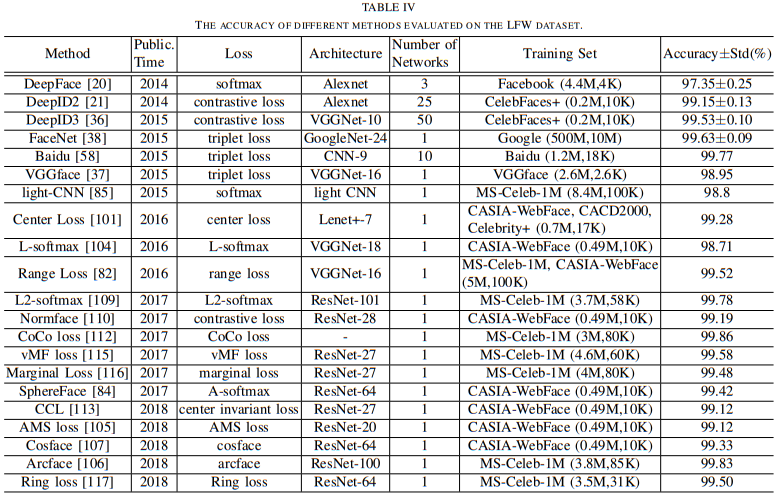 TABLE IV
THE ACCURACY OF DIFFERENT METHODS EVALUATED ON THE LFW DATASET.
Method Public. Time Loss Architecture Number of Networks Training Set Accuracy±Std(%)
DeepFace [20] 2014 softmax Alexnet 3 Facebook (4.4M,4K) 97.35±0.25
DeepID2 [21] 2014 contrastive loss Alexnet 25 CelebFaces+ (0.2M,10K) 99.15±0.13
DeepID3 [36] 2015 contrastive loss VGGNet-10 50 CelebFaces+ (0.2M,10K) 99.53±0.10
FaceNet [38] 2015 triplet loss GoogleNet-24 1 Google (500M,10M) 99.63±0.09
Baidu [58] 2015 triplet loss CNN-9 10 Baidu (1.2M,18K) 99.77
VGGface [37] 2015 triplet loss VGGNet-16 1 VGGface (2.6M,2.6K) 98.95
light-CNN [85] 2015 softmax light CNN 1 MS-Celeb-1M (8.4M,100K) 98.8
Center Loss [101] 2016 center loss Lenet+-7 1 CASIA-WebFace, CACD2000, Celebrity+ (0.7M,17K) 99.28
L-softmax [104] 2016 L-softmax VGGNet-18 1 CASIA-WebFace (0.49M,10K) 98.71
Range Loss [82] 2016 range loss VGGNet-16 1 MS-Celeb-1M, CASIA-WebFace (5M,100K) 99.52
L2-softmax [109] 2017 L2-softmax ResNet-101 1 MS-Celeb-1M (3.7M,58K) 99.78
Normface [110] 2017 contrastive loss ResNet-28 1 CASIA-WebFace (0.49M,10K) 99.19
CoCo loss [112] 2017 CoCo loss - 1 MS-Celeb-1M (3M,80K) 99.86
vMF loss [115] 2017 vMF loss ResNet-27 1 MS-Celeb-1M (4.6M,60K) 99.58
Marginal Loss [116] 2017 marginal loss ResNet-27 1 MS-Celeb-1M (4M,80K) 99.48
SphereFace [84] 2017 A-softmax ResNet-64 1 CASIA-WebFace (0.49M,10K) 99.42
CCL [113] 2018 center invariant loss ResNet-27 1 CASIA-WebFace (0.49M,10K) 99.12
AMS loss [105] 2018 AMS loss ResNet-20 1 CASIA-WebFace (0.49M,10K) 99.12
Cosface [107] 2018 cosface ResNet-64 1 CASIA-WebFace (0.49M,10K) 99.33
Arcface [106] 2018 arcface ResNet-100 1 MS-Celeb-1M (3.8M,85K) 99.83
Ring loss [117] 2018 Ring loss ResNet-64 1 MS-Celeb-1M (3.5M,31K) 99.50